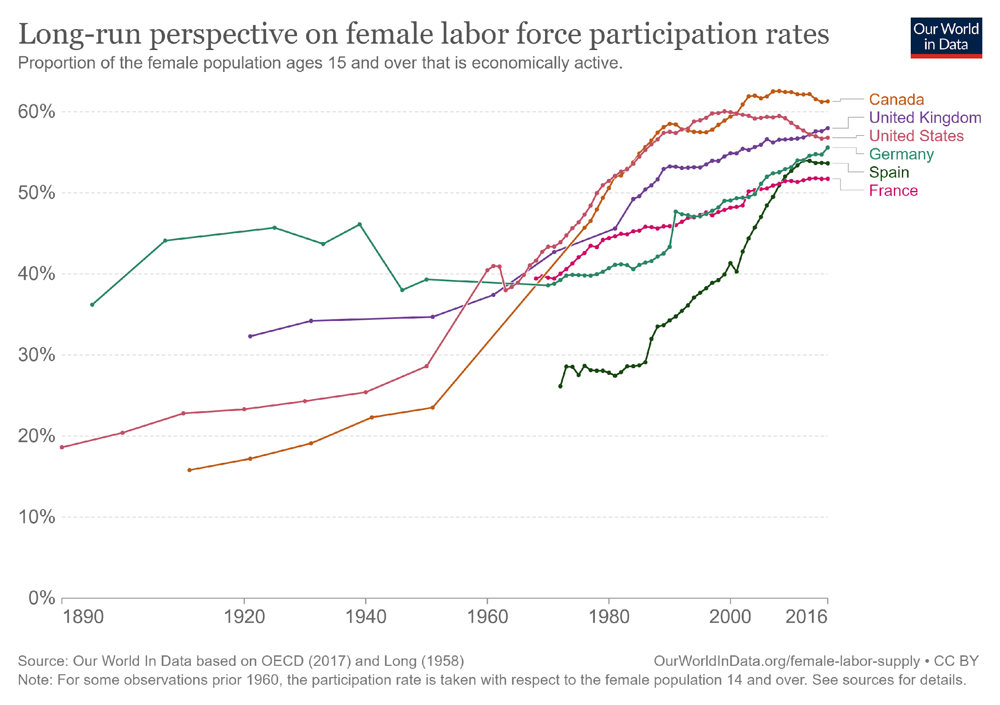 Long-run perspective on female labor force participation rates
Proportion of the female population ages 15 and over that is economically active.
Our World
in Data
60%
50%
40%
30%
20%
10%
0%
Canada
United Kingdom
United States
Germany
Spain
France
1890
1920
1940
1960
1980
2000
2016
Source: Our World In Data based on OECD (2017) and Long (1958)
OurWorldInData.org/female-labor-supply • CC BY
Note: For some observations prior 1960, the participation rate is taken with respect to the female population 14 and over. See sources for details.